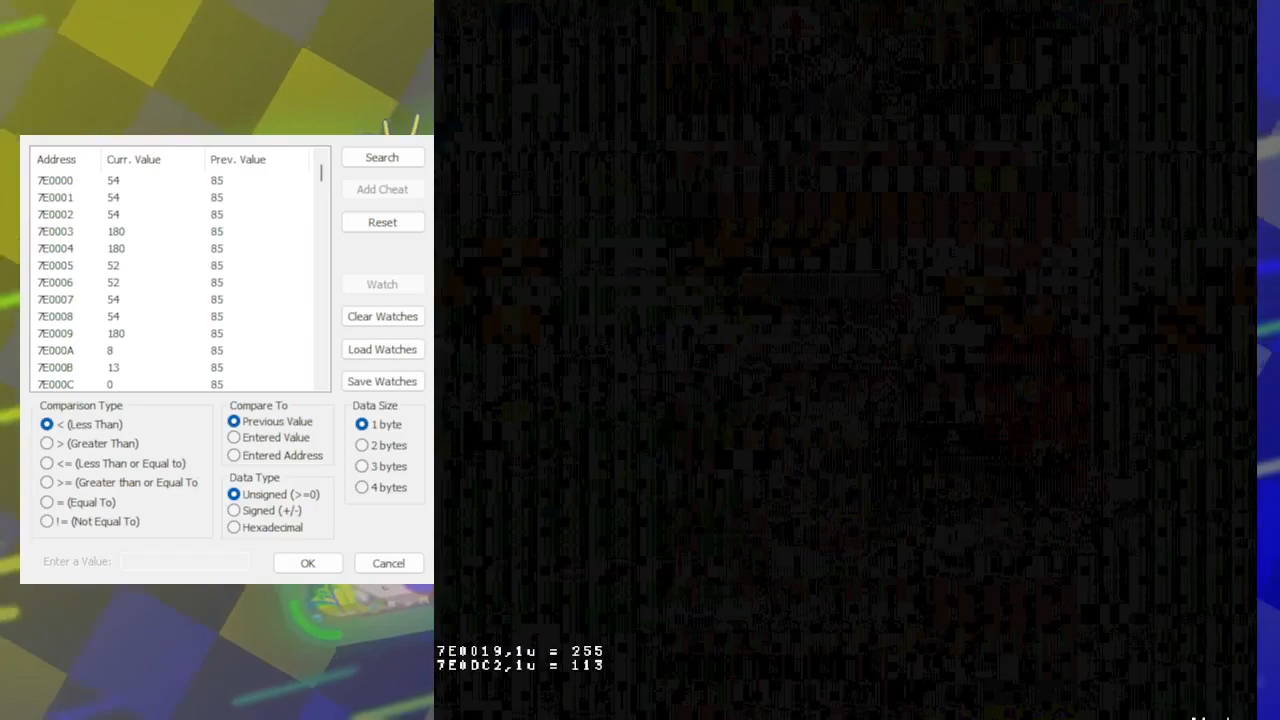 Address Curr. Value Prev. Value
7E0000 54 85
7E0001 54 85
7E0002 54 85
7E0003 180 85
7E0004 180 85
7E0005 52 85
7E0006 52 85
7E0007 54 85
7E0008 54 85
7E0009 180 85
7E000A 8 85
7E000B 13 85
7E000C 0 85
Search
Add Cheat
Reset
Watch
Clear Watches
Load Watches
Save Watches
Comparison Type
< (Less Than)
> (Greater Than)
<= (Less Than or Equal to)
>= (Greater than or Equal To
= (Equal To)
!= (Not Equal To)
Compare To
Previous Value
Entered Value
Entered Address
Data Type
Unsigned (>=0)
Signed (+/-)
Hexadecimal
Data Size
1 byte
2 bytes
3 bytes
4 bytes
Enter a Value:
OK
Cancel
7E0019,1u = 255
7E0DC2,1u = 113